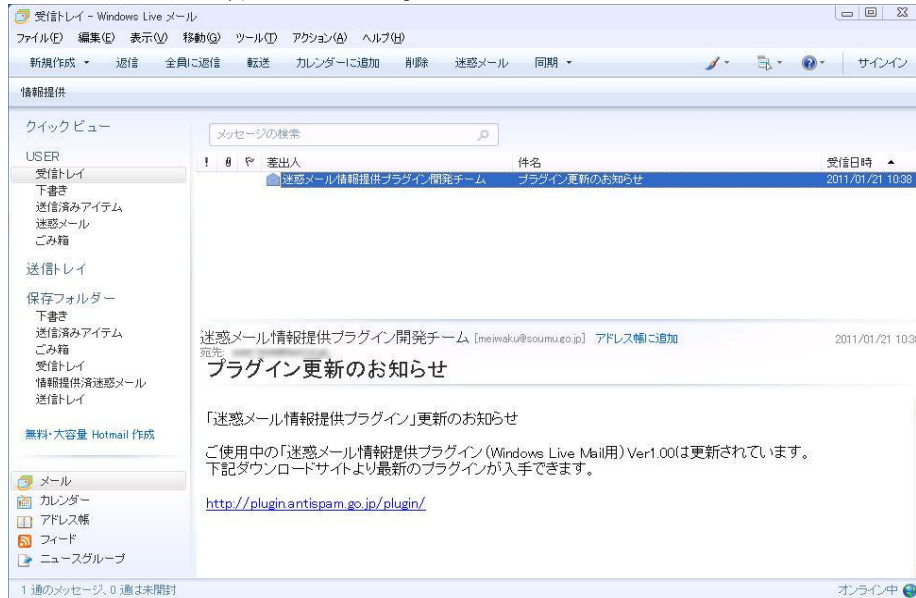 受信トレイ - Windows Live メール
ファイル(F) 編集(E) 表示(V) 移動(G) ツール(T) アクション(A) ヘルプ(H)
新規作成 返信 全員に返信 転送 カレンダーに追加 削除 迷惑メール 同期 サインイン
情報提供
クイック ビュー
USER
受信トレイ
下書き
送信済みアイテム
迷惑メール
ごみ箱
送信トレイ
保存フォルダー
下書き
送信済みアイテム
ごみ箱
受信トレイ
情報提供済迷惑メール
送信トレイ
無料・大容量 Hotmail 作成
メール
カレンダー
アドレス帳
フィード
ニュースグループ
メッセージの検索
! 差出人 件名 受信日時
迷惑メール情報提供プラグイン開発チーム プラグイン更新のお知らせ 2011/01/21 10:38
迷惑メール情報提供プラグイン開発チーム [meiwaku@soumu.go.jp] アドレス帳に追加 2011/01/21 10:38
宛先:
プラグイン更新のお知らせ
「迷惑メール情報提供プラグイン」更新のお知らせ
ご使用中の「迷惑メール情報提供プラグイン (Windows Live Mail用) Ver1.00は更新されています。
下記ダウンロードサイトより最新のプラグインが入手できます。
http://plugin.antispam.go.jp/plugin/
1 通のメッセージ、0 通は未開封 オンライン中